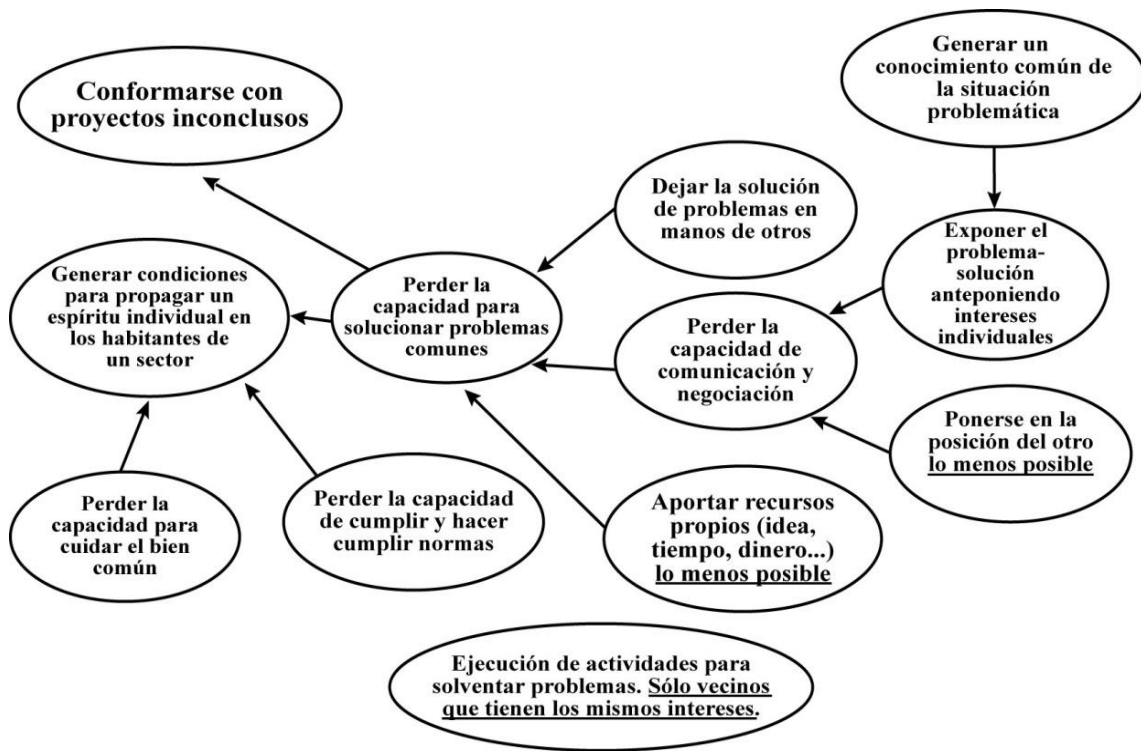 Conformarse con
proyectos inconclusos
Generar un
conocimiento común de
la situación
problemática
Dejar la solución
de problemas en
manos de otros
Exponer el
problema-
solución
anteponiendo
intereses
individuales
Generar condiciones
para propagar un
espíritu individual en
los habitantes de
un sector
Perder la
capacidad para
solucionar problemas
comunes
Perder la
capacidad de
comunicación y
negociación
Ponerse en la
posición del otro
lo menos posible
Perder la
capacidad para
cuidar el bien
común
Perder la capacidad
de cumplir y hacer
cumplir normas
Aportar recursos
propios (idea,
tiempo, dinero...)
lo menos posible
Ejecución de actividades para
solventar problemas. Sólo vecinos
que tienen los mismos intereses.